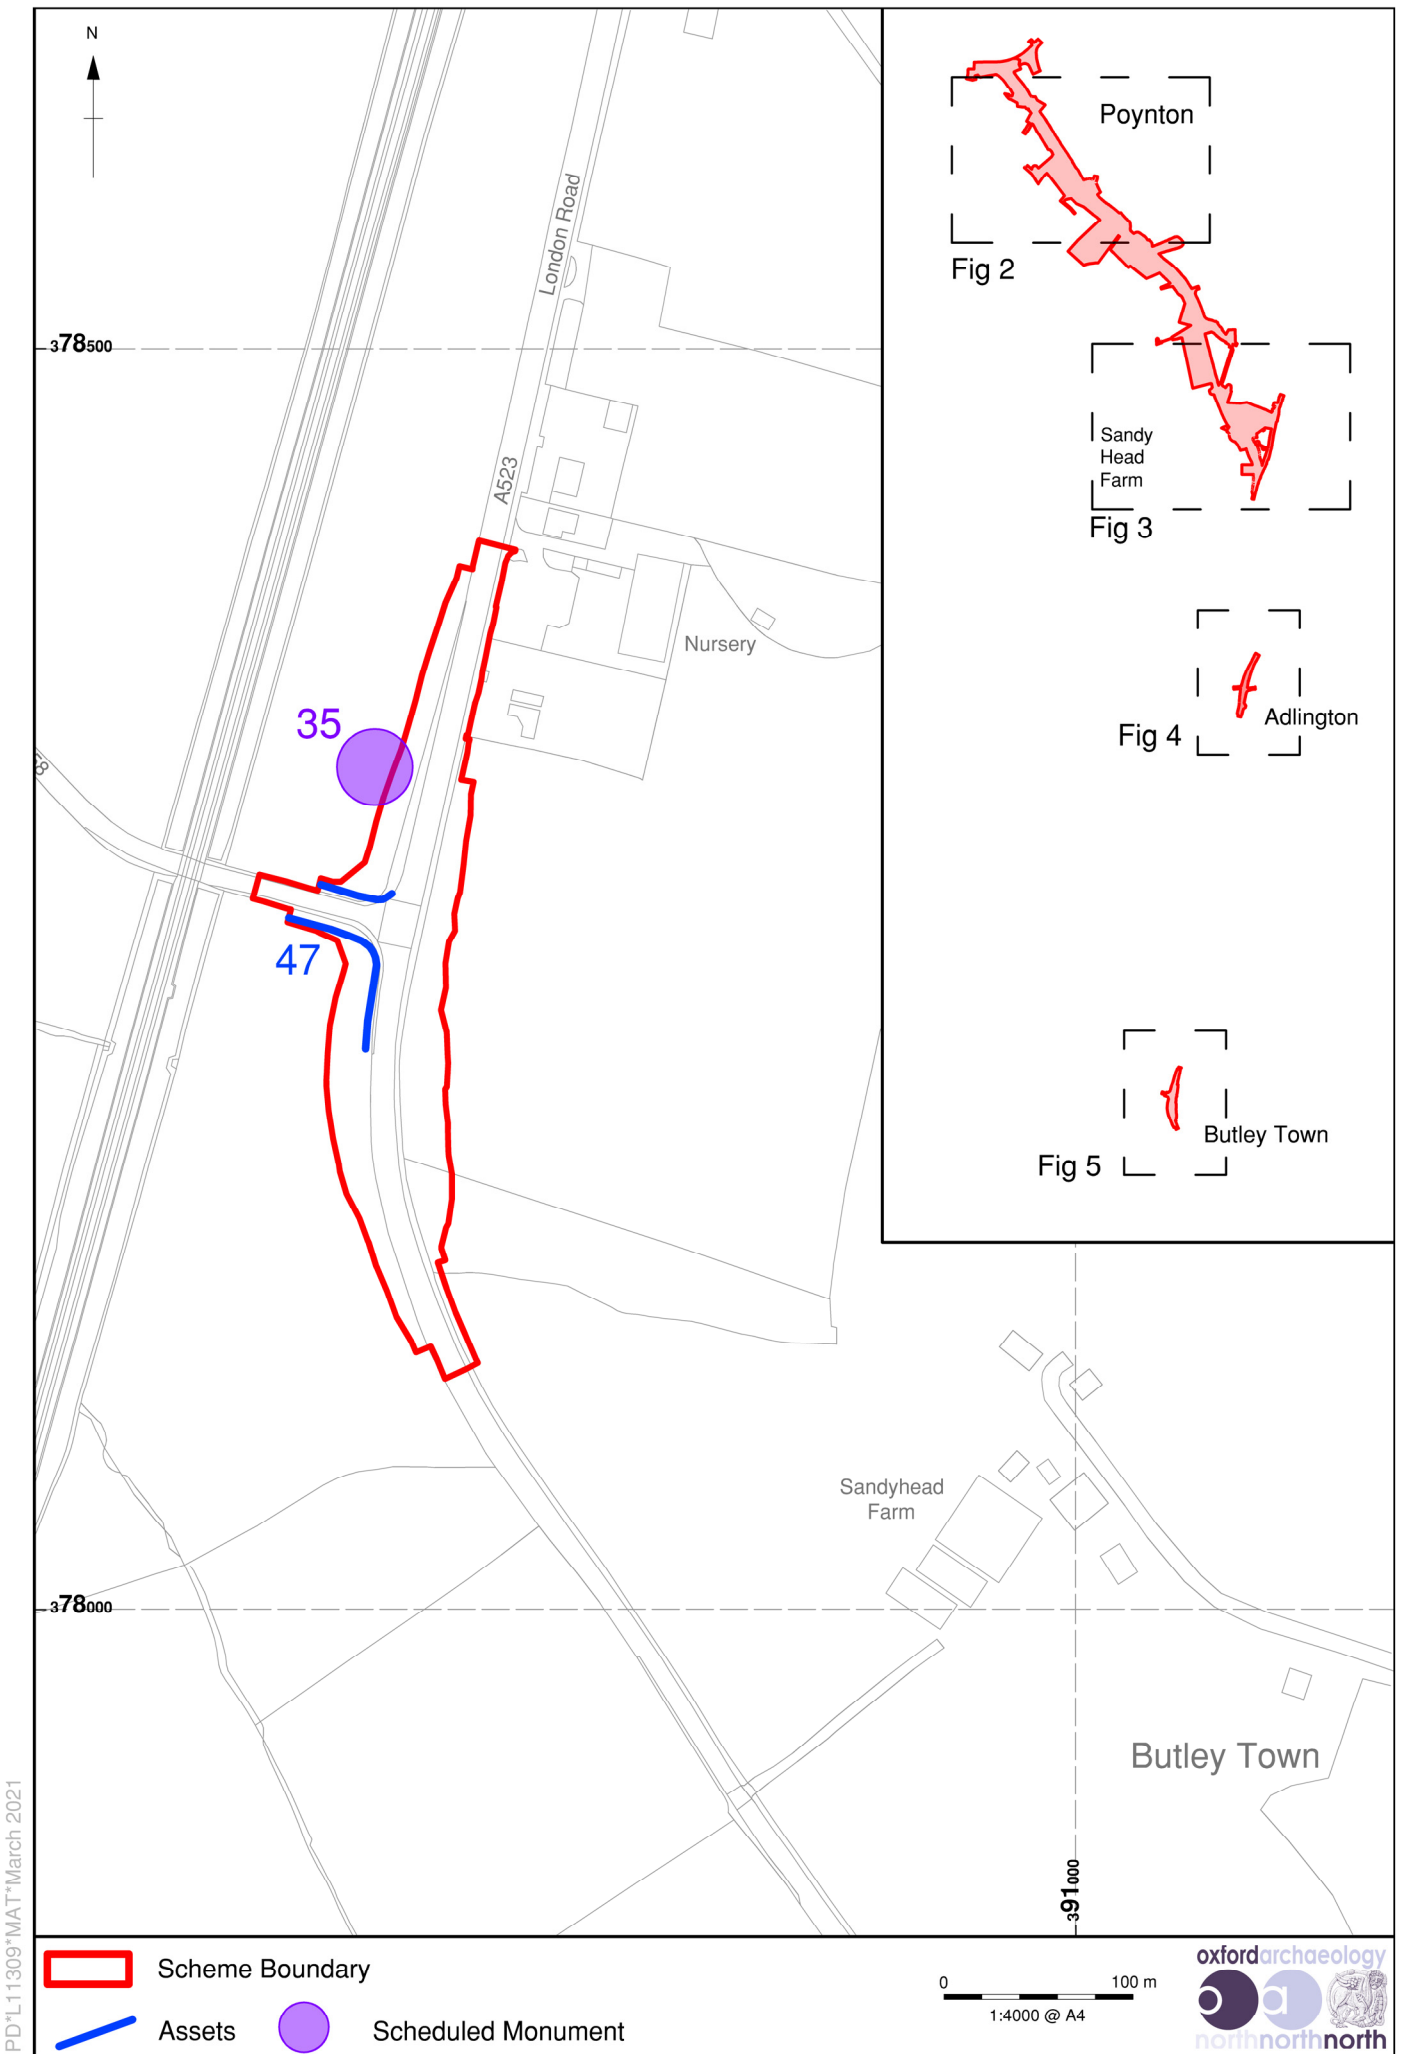 N
Poynton
Fig 2
London Road
378500
Sandy
Head
Farm
A523
Fig 3
Nursery
35
Adlington
Fig 4
47
Butley Town
Fig 5
Sandyhead
Farm
378000
Butley Town
391000
PD*L11309*MAT*March 2021
Scheme Boundary
Assets
Scheduled Monument
0 100 m
1:4000 @ A4
oxfordarchaeology
oa
northnorthnorth